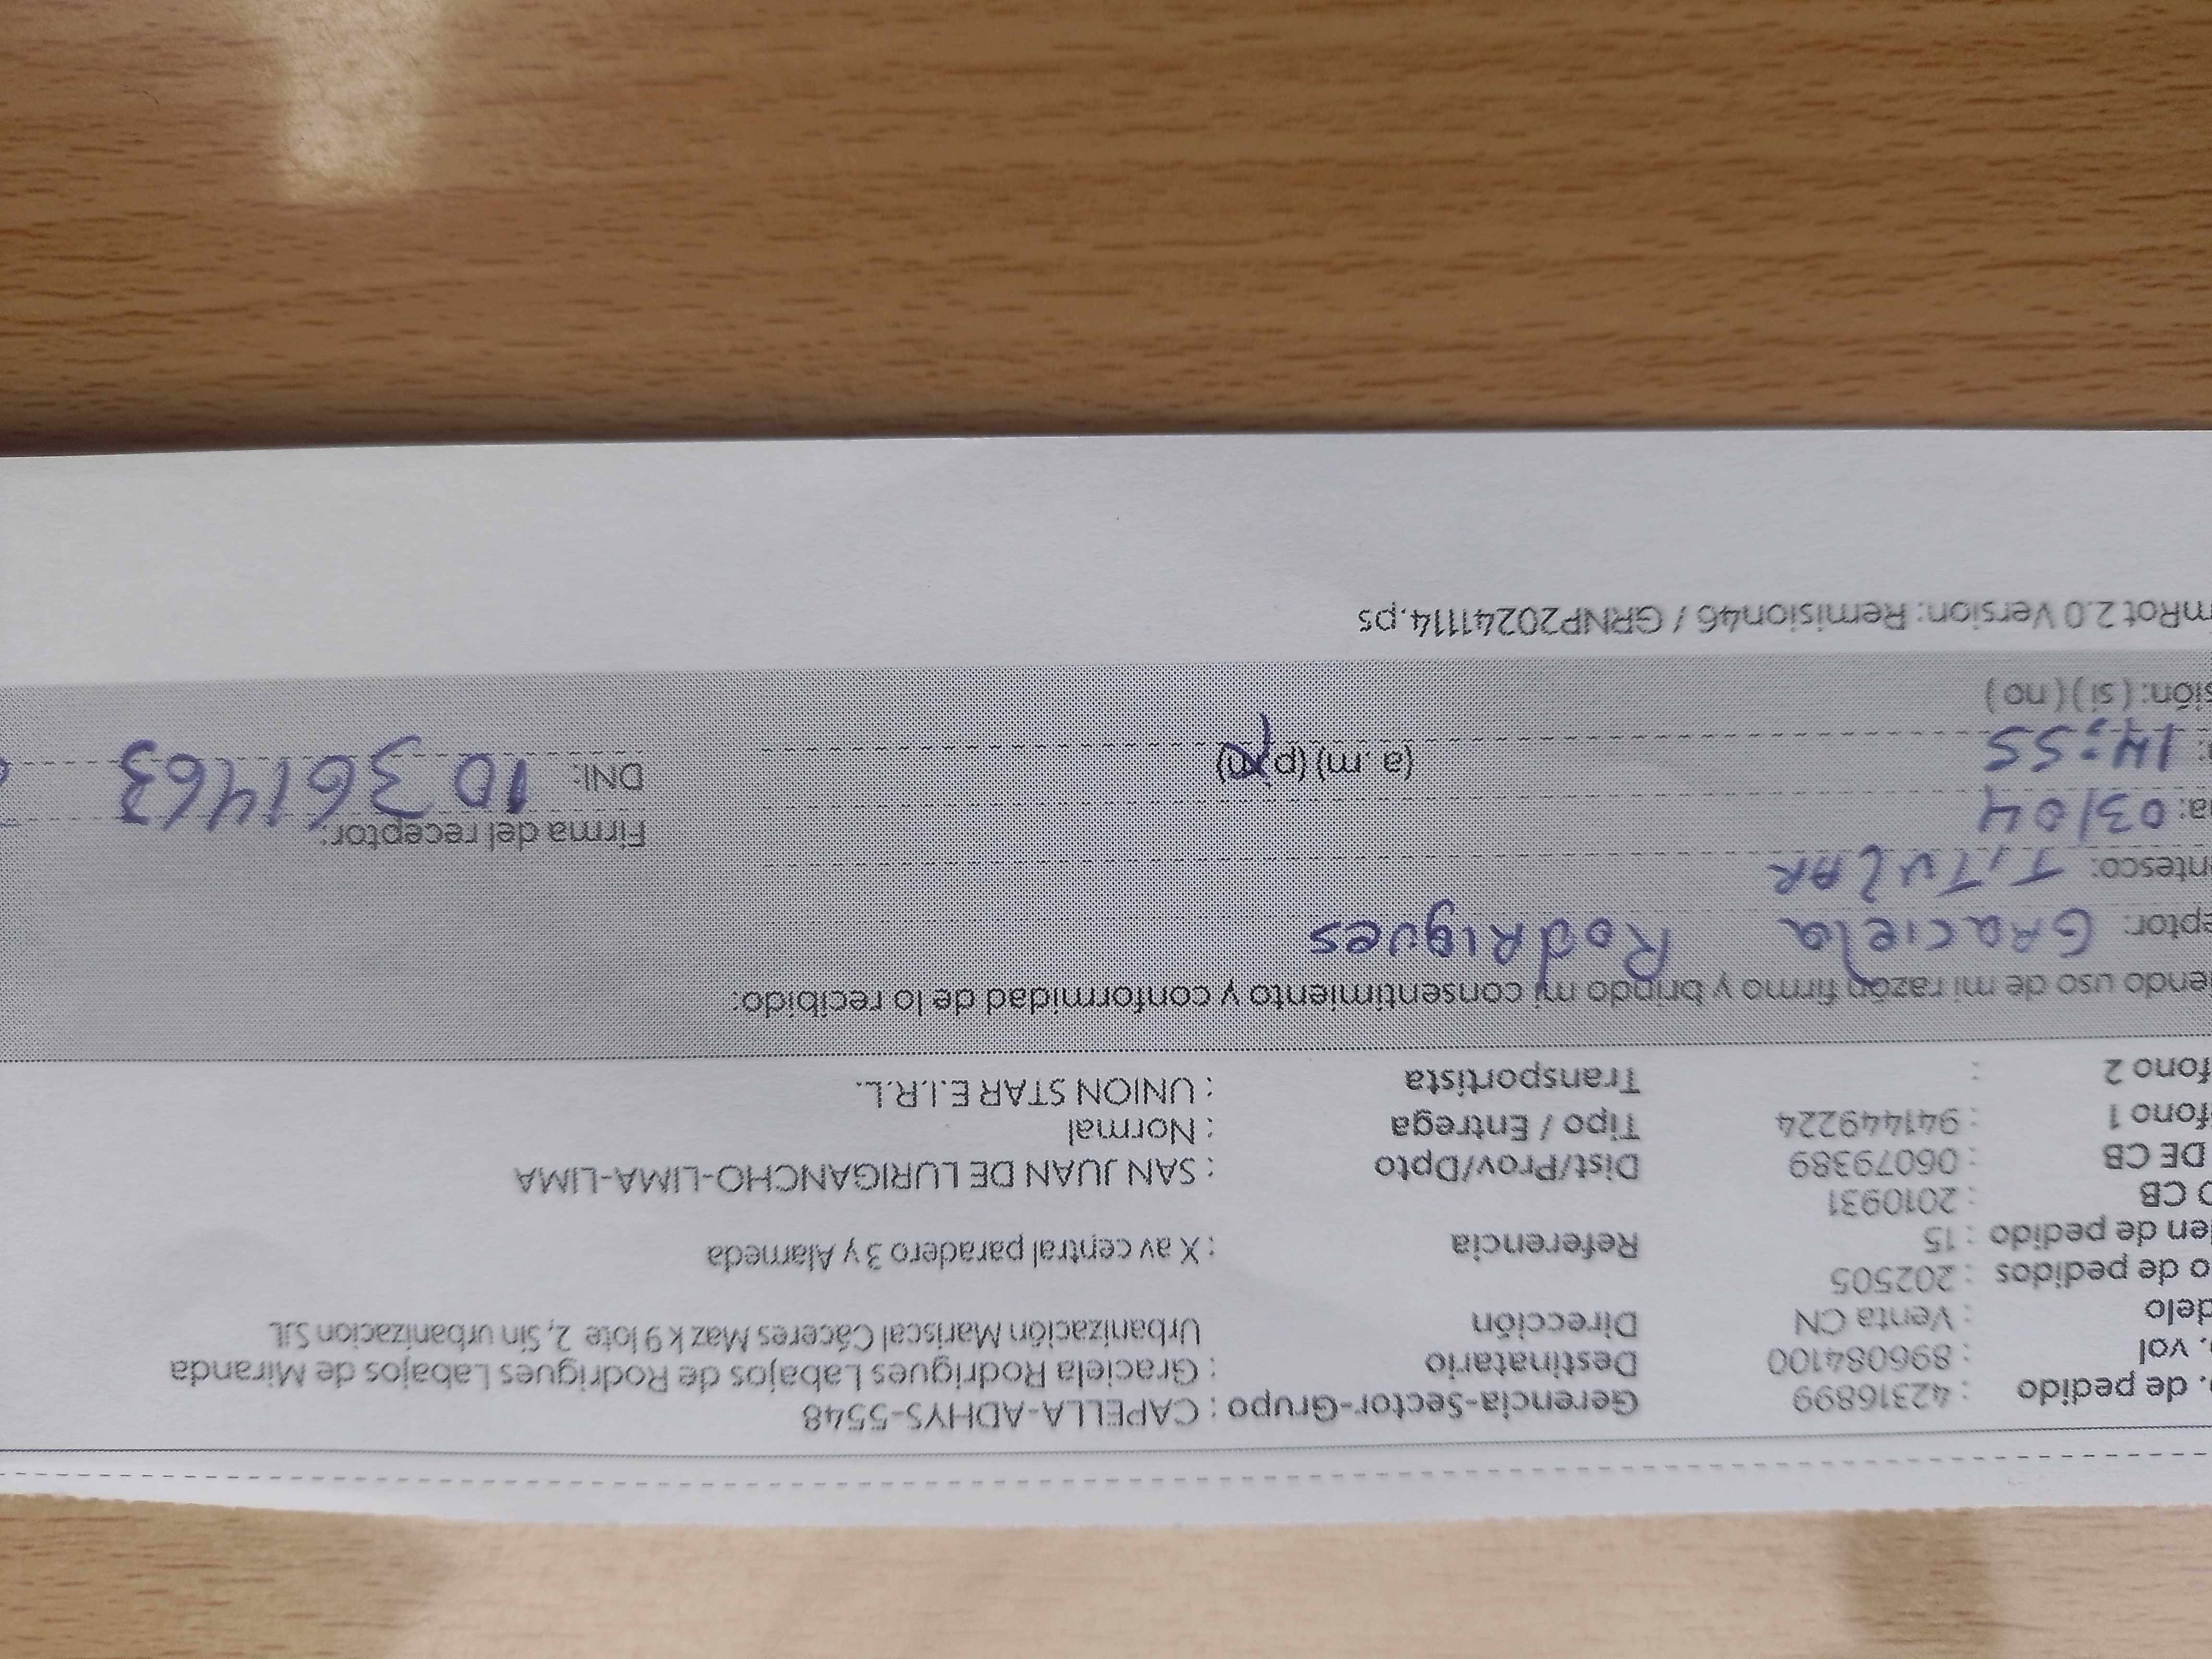 . de pedido : 42316899 Gerencia-Sector-Grupo : CAPELLA-ADHYS-5548
. vol : 896084100 Destinatario : Graciela Rodrigues Labajos de Rodrigues Labajos de Miranda
delo : Venta CN Dirección Urbanización Mariscal Cáceres Maz k 9 lote 2, Sin urbanizacion SJL
o de pedidos : 202505
en de pedido : 15 Referencia : X av central paradero 3 y Alameda
O CB : 2010931
DE CB : 06079389 Dist/Prov/Dpto : SAN JUAN DE LURIGANCHO-LIMA-LIMA
fono 1 : 941449224 Tipo / Entrega : Normal
fono 2 : Transportista : UNION STAR E.I.R.L.
endo uso de mi razón firmo y brindo mi consentimiento y conformidad de lo recibido:
eptor: Graciela Rodrigues
ntesco: TiTuLAR
a: 03/04 Firma del receptor:
: 14:55 (a. m) (p. m) DNI: 10361463
sión: ( si ) ( no )
mRot 2.0 Version: Remision46 / GRNP20241114.ps